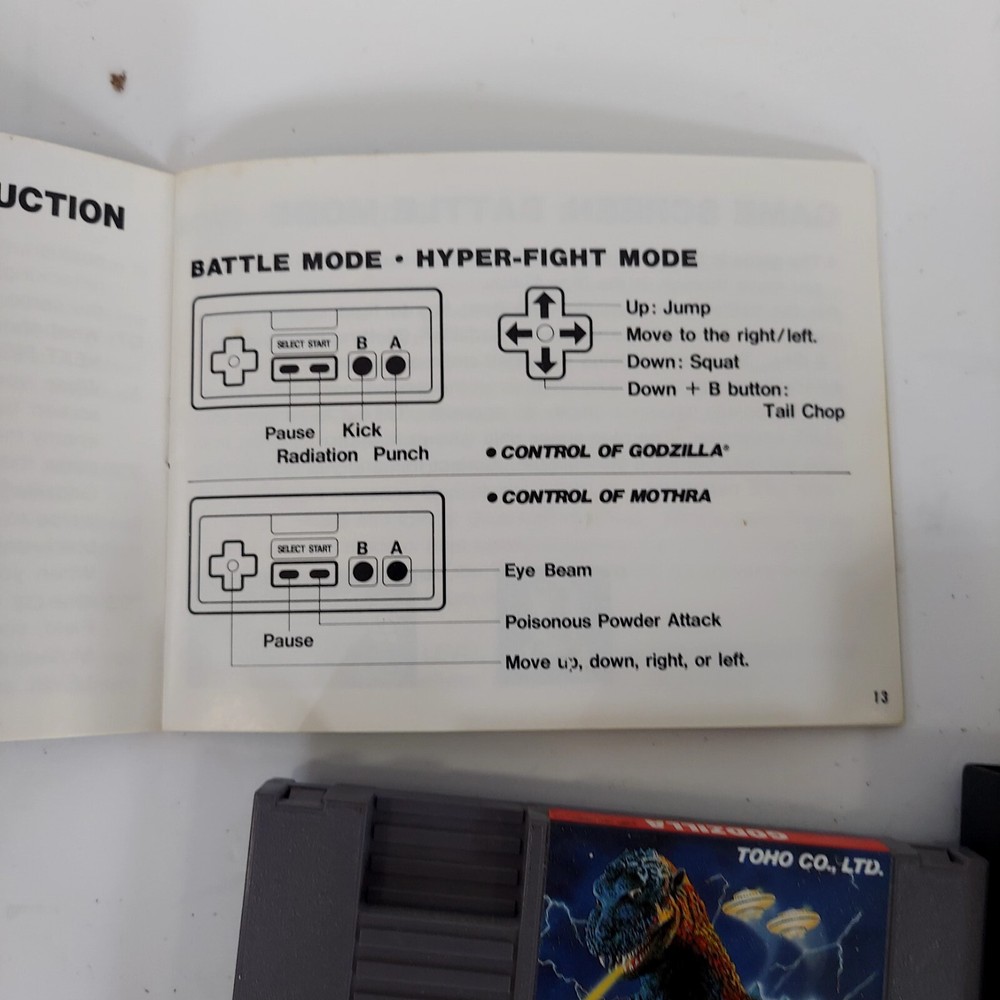 UCTION
BATTLE MODE • HYPER-FIGHT MODE
SELECT START B A
Pause Kick
Radiation Punch
Up: Jump
Move to the right/left.
Down: Squat
Down + B button:
Tail Chop
● CONTROL OF GODZILLA®
● CONTROL OF MOTHRA
SELECT START B A
Eye Beam
Poisonous Powder Attack
Pause
Move up, down, right, or left.
13
GODZILLA
TOHO CO., LTD.